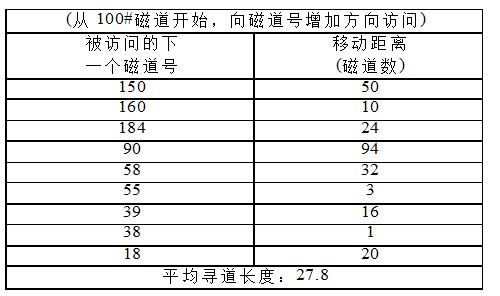 (从 100#磁道开始，向磁道号增加方向访问)
被访问的下 移动距离
一个磁道号 (磁道数)
150 50
160 10
184 24
90 94
58 32
55 3
39 16
38 1
18 20
平均寻道长度：27.8